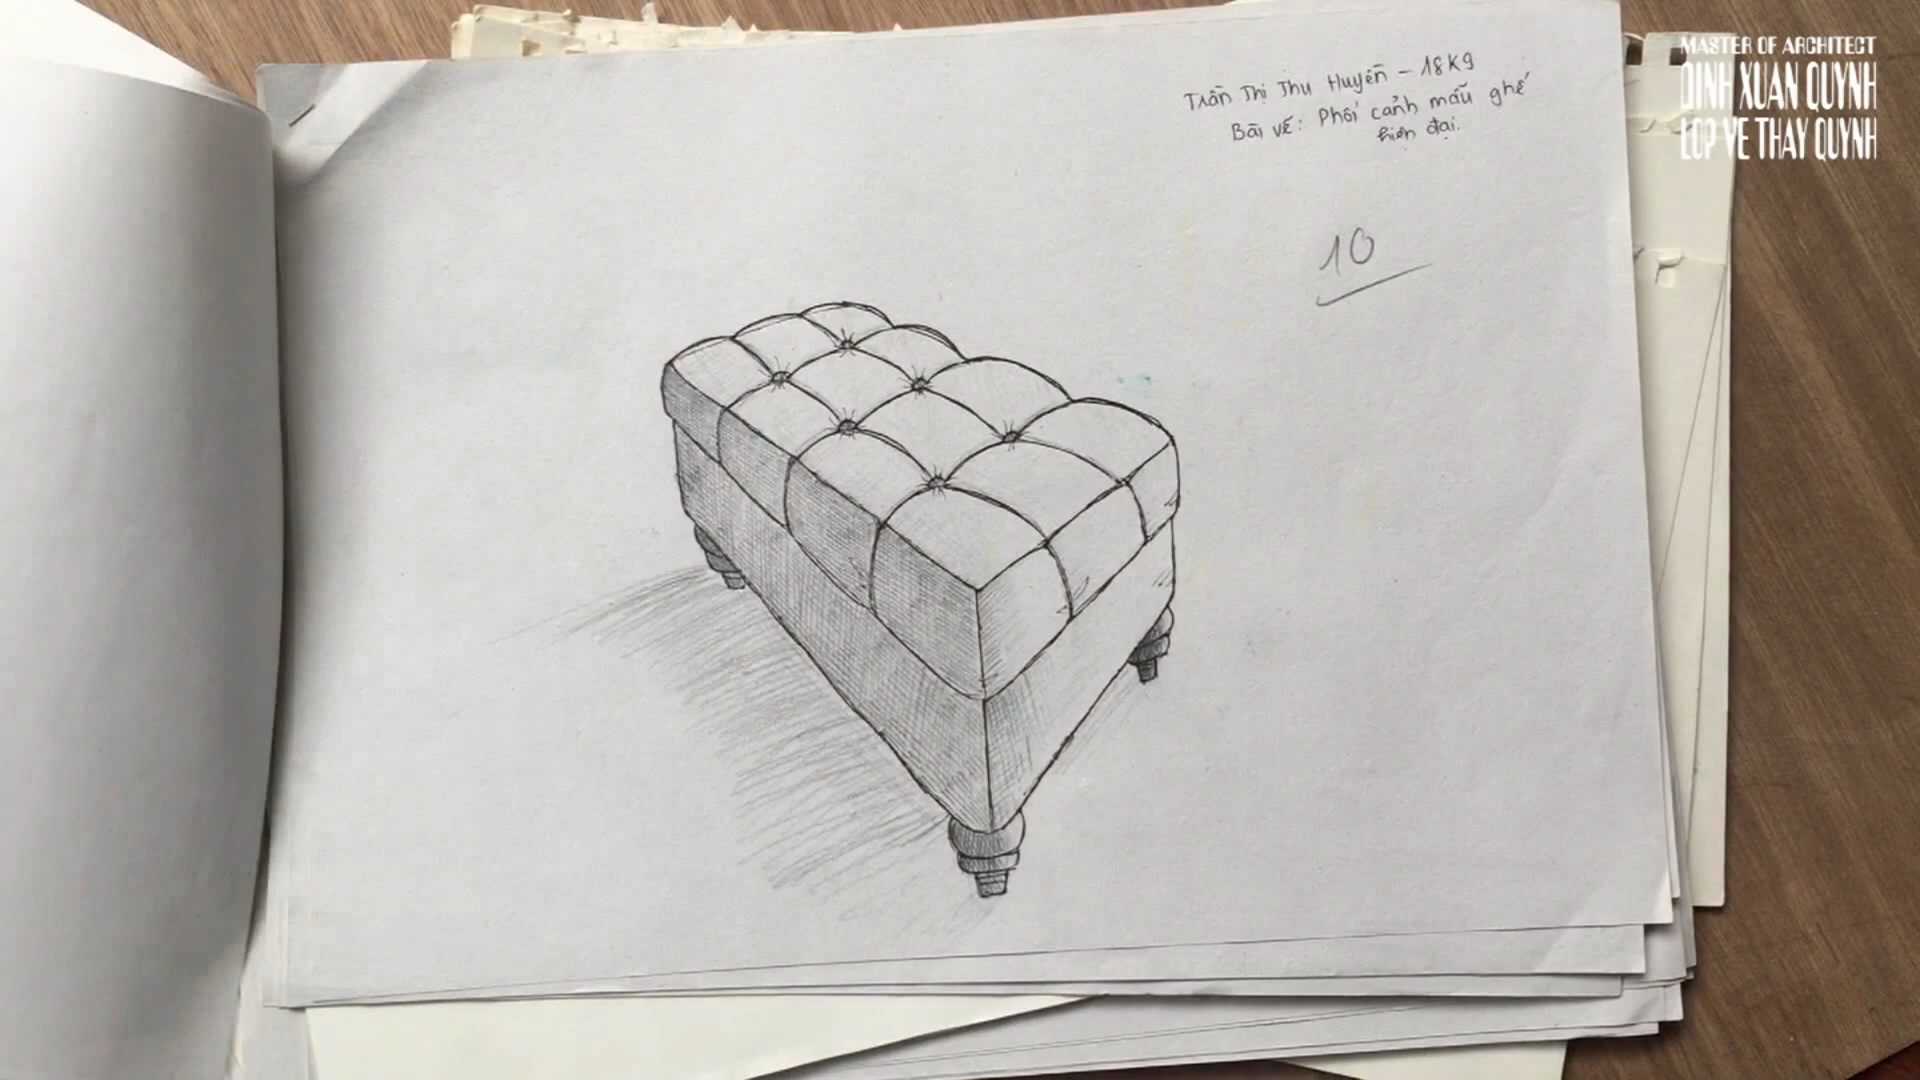 Trần Thị Thu Huyền - 18K9
Bài vẽ: Phối cảnh mẫu ghế
hiện đại.
10
MASTER OF ARCHITECT
DINH XUAN QUYNH
LOP VE THAY QUYNH